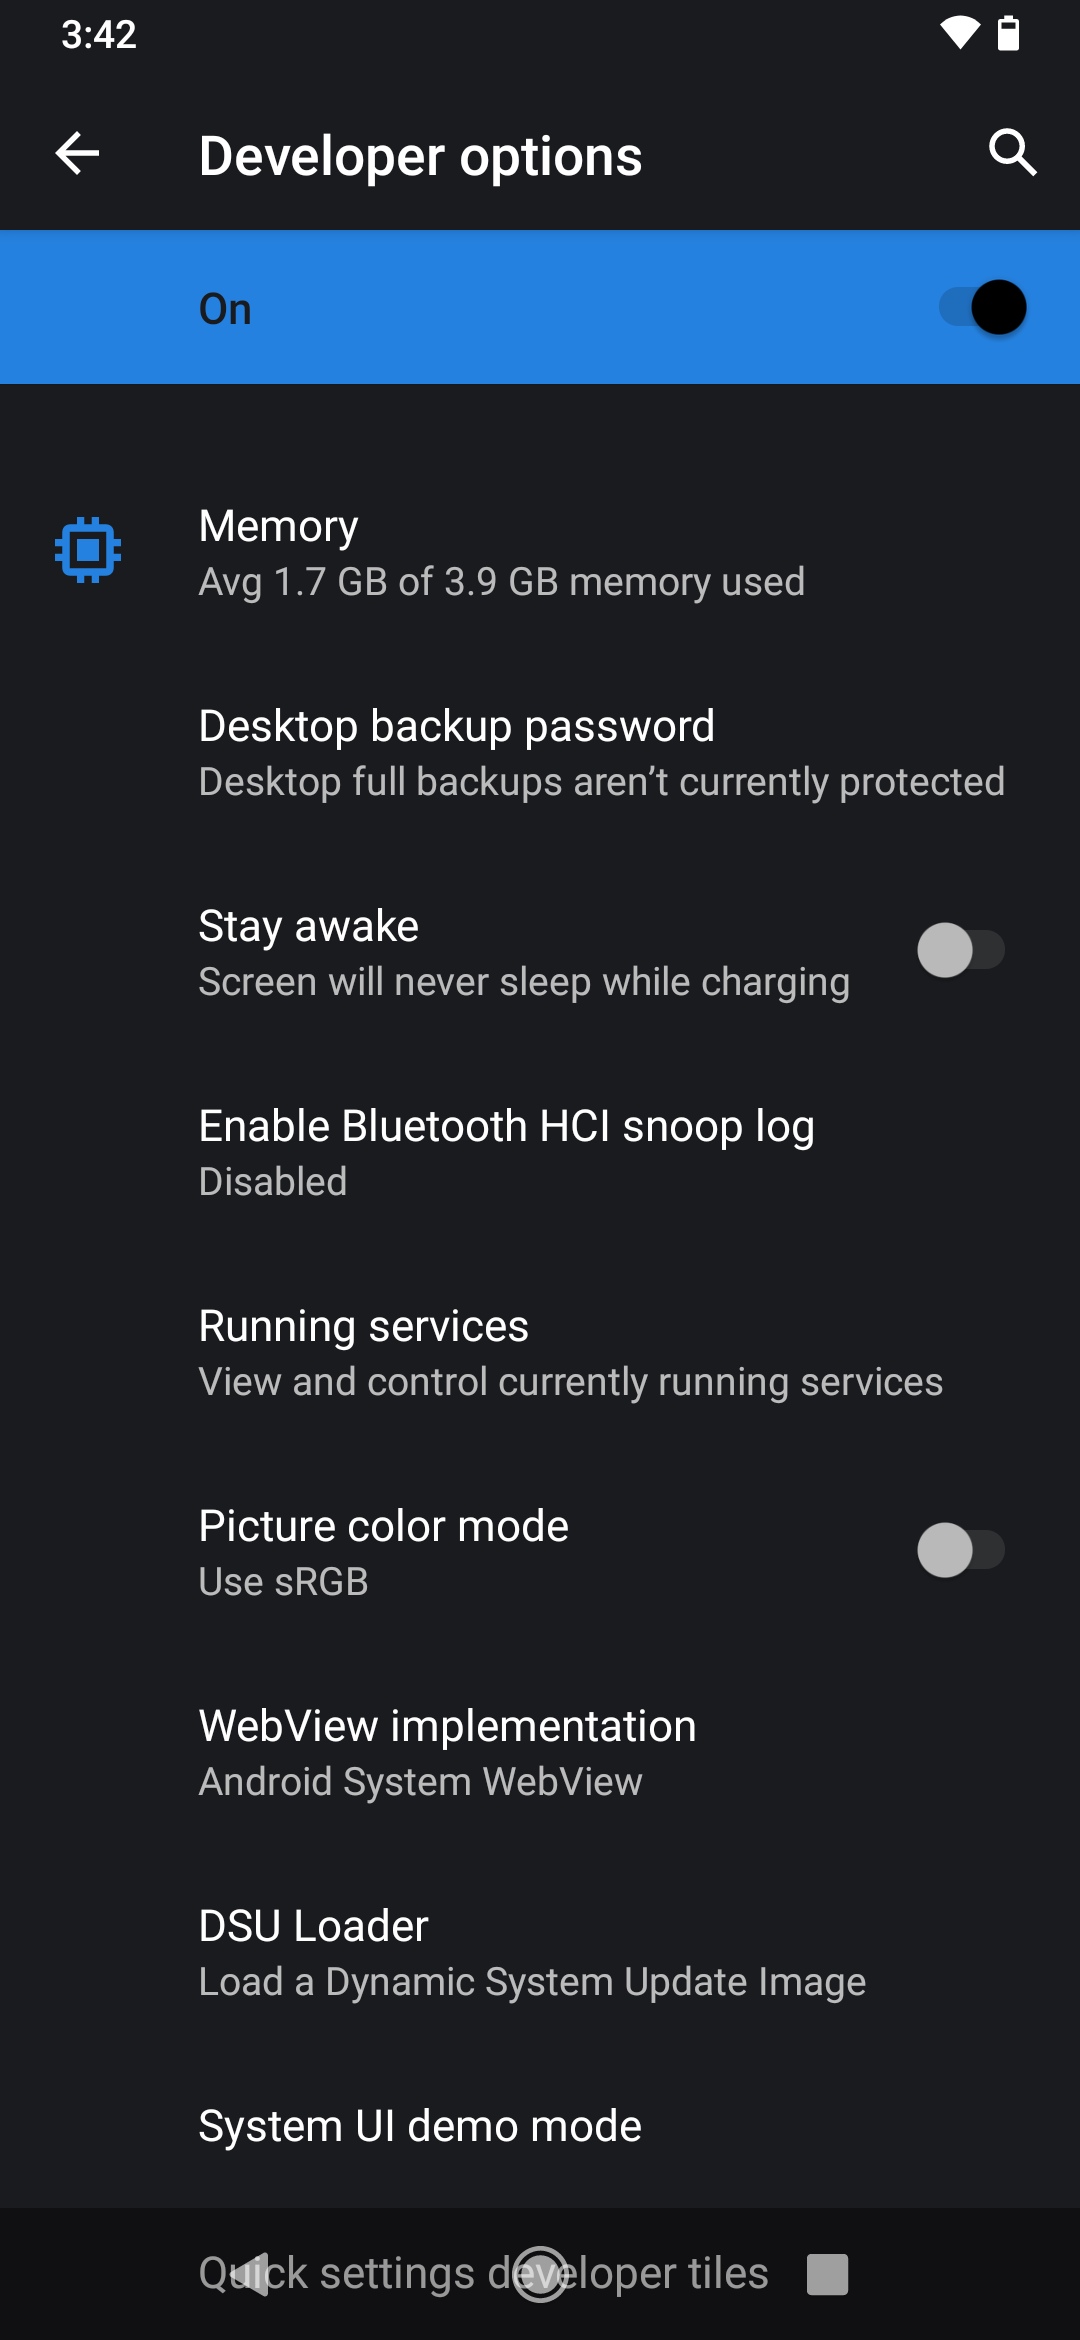 3:42
Developer options
On
Memory
Avg 1.7 GB of 3.9 GB memory used
Desktop backup password
Desktop full backups aren’t currently protected
Stay awake
Screen will never sleep while charging
Enable Bluetooth HCI snoop log
Disabled
Running services
View and control currently running services
Picture color mode
Use sRGB
WebView implementation
Android System WebView
DSU Loader
Load a Dynamic System Update Image
System UI demo mode
Quick settings developer tiles